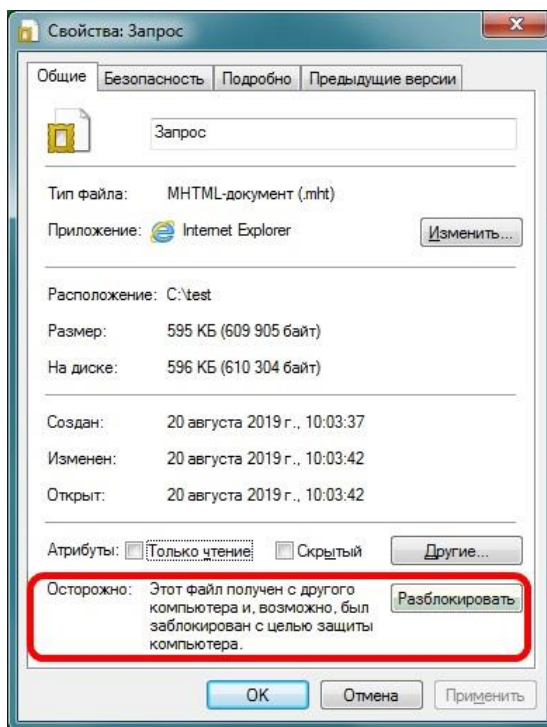 Свойства: Запрос
Общие Безопасность Подробно Предыдущие версии
Запрос
Тип файла: MHTML-документ (.mht)
Приложение: Internet Explorer Изменить...
Расположение: C:\test
Размер: 595 КБ (609 905 байт)
На диске: 596 КБ (610 304 байт)
Создан: 20 августа 2019 г., 10:03:37
Изменен: 20 августа 2019 г., 10:03:42
Открыт: 20 августа 2019 г., 10:03:42
Атрибуты: Только чтение Скрытый Другие...
Осторожно: Этот файл получен с другого Разблокировать
компьютера и, возможно, был
заблокирован с целью защиты
компьютера.
OK Отмена Применить